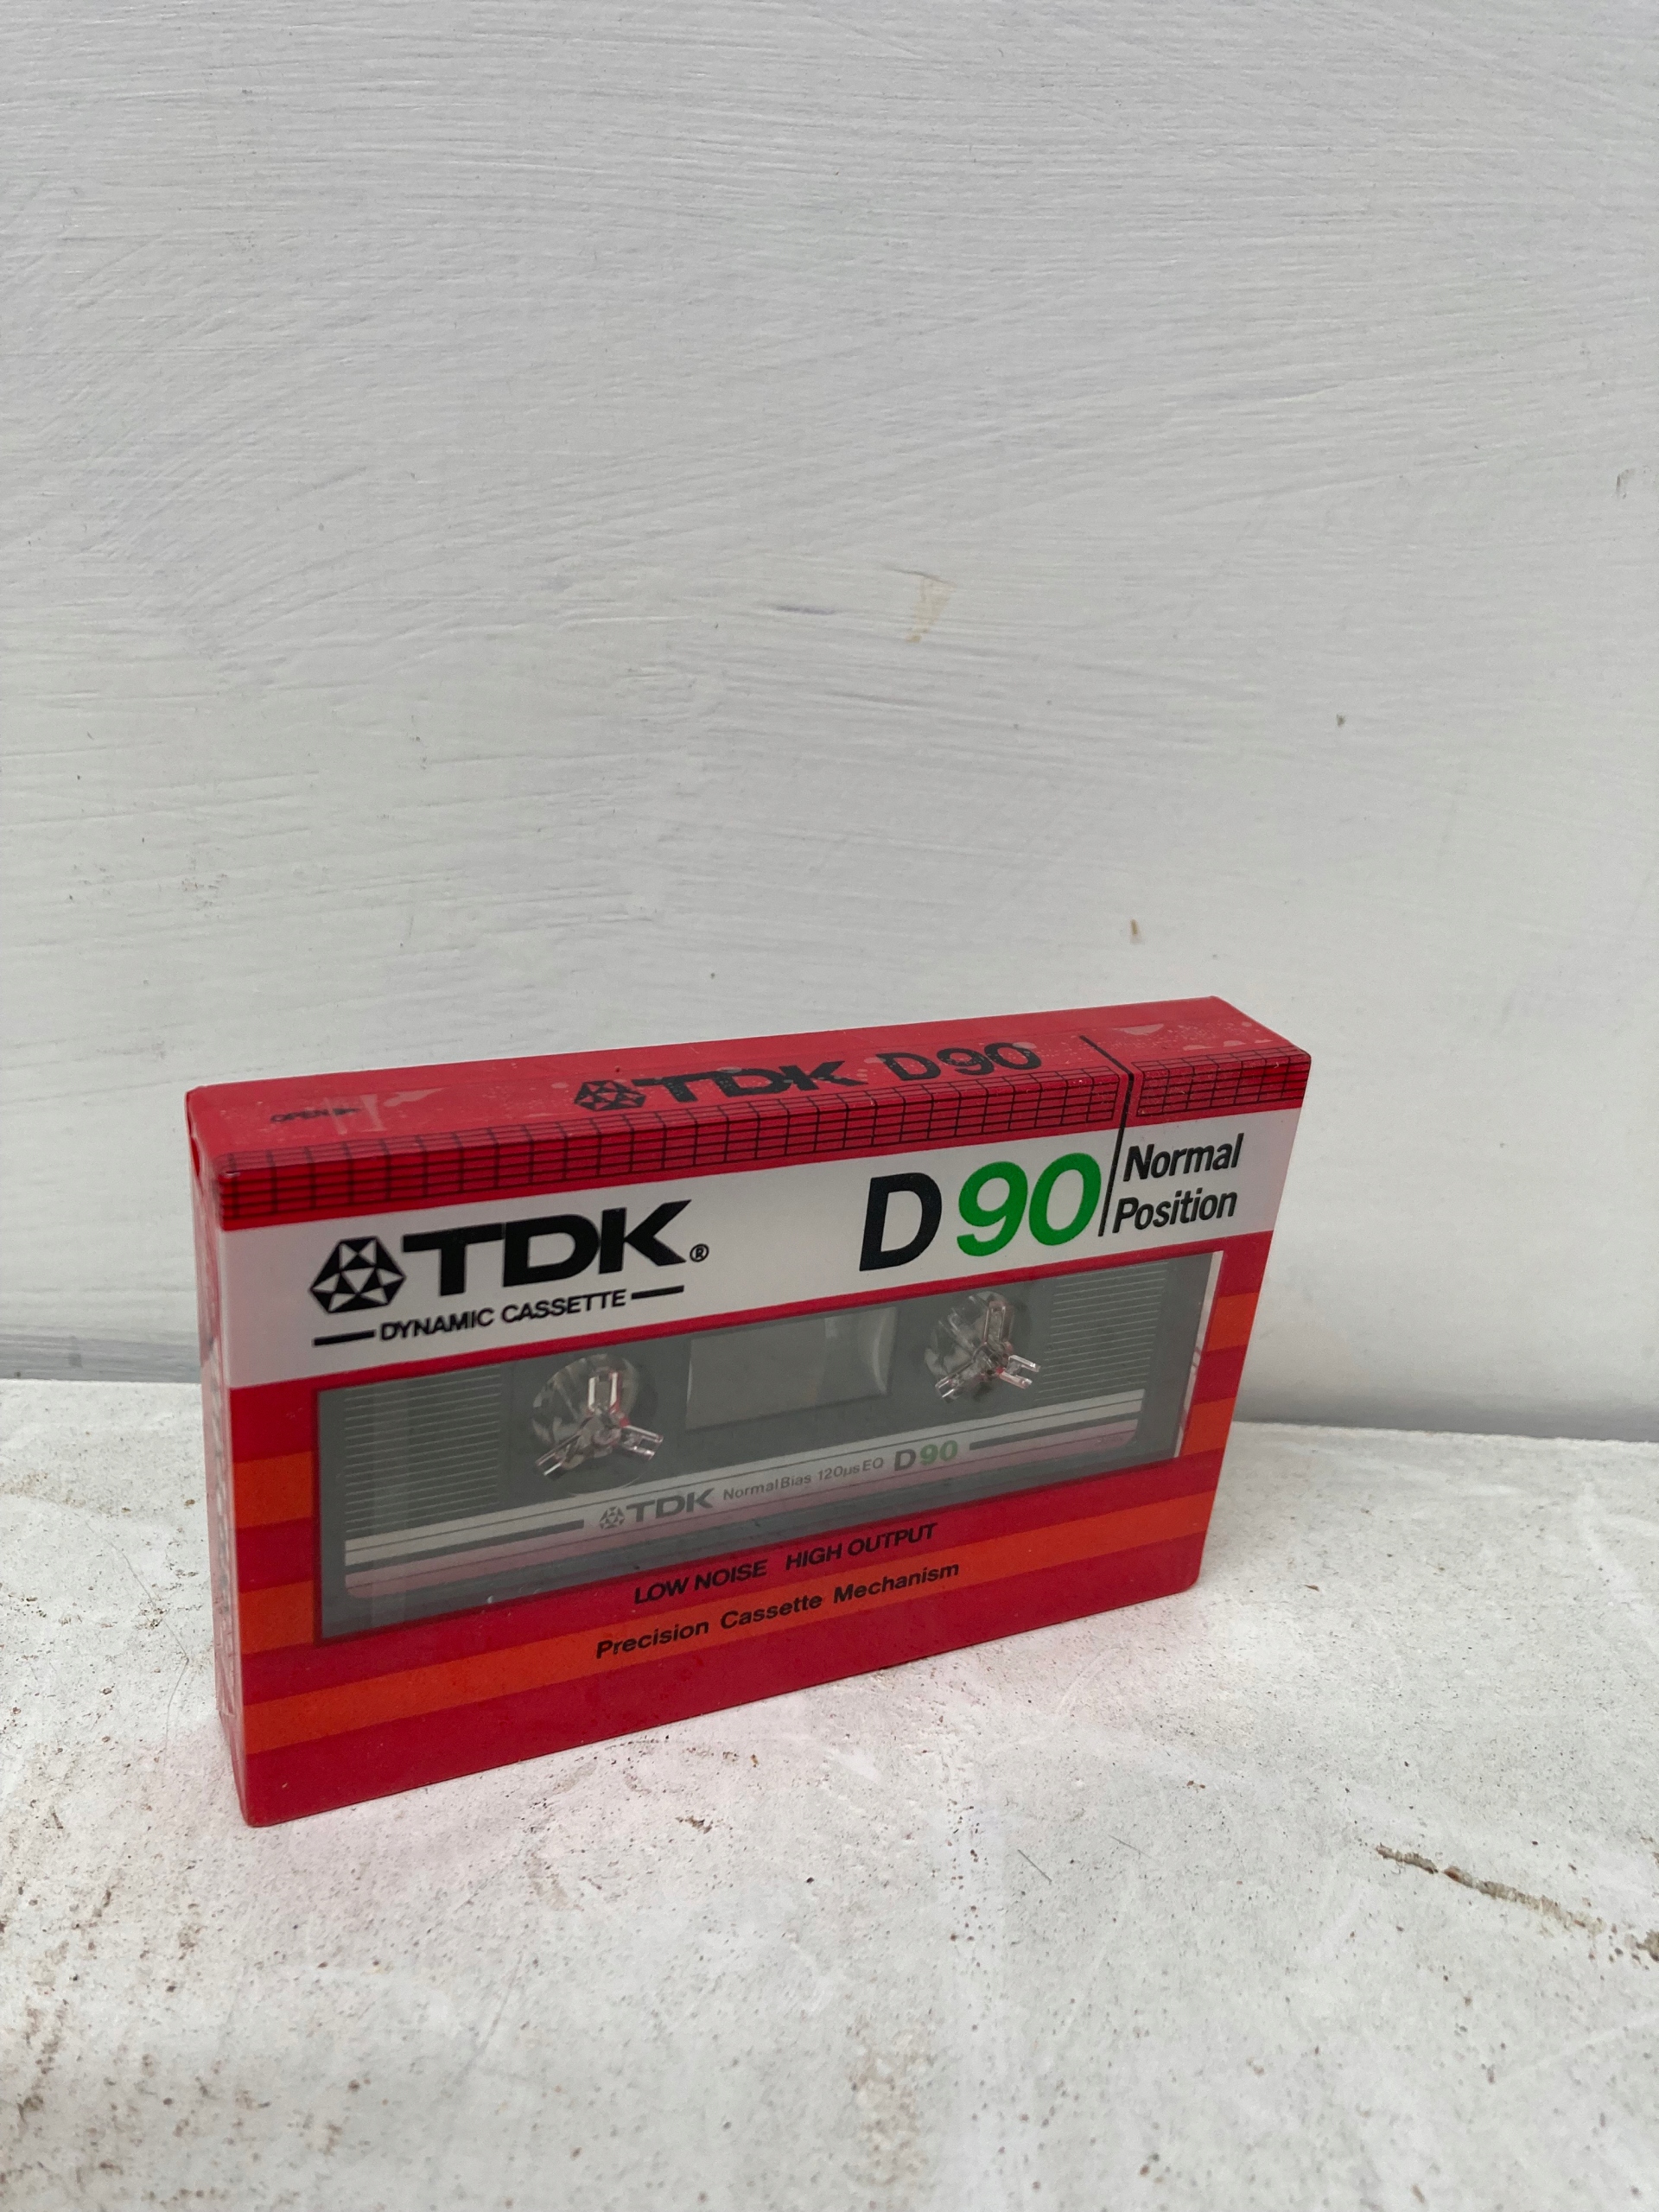 OPEN
TDK D90
TDK®
DYNAMIC CASSETTE
D90
Normal
Position
TDK Normal Bias 120µs EQ D90
LOW NOISE HIGH OUTPUT
Precision Cassette Mechanism